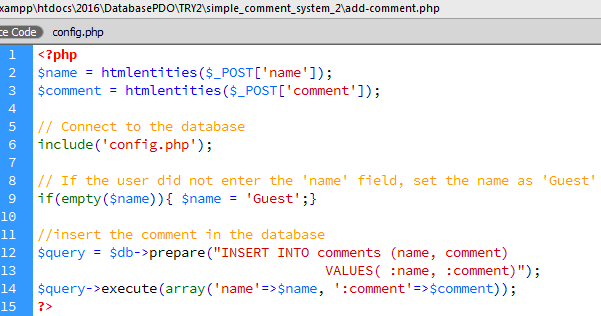 xampp\htdocs\2016\DatabasePDO\TRY2\simple_comment_system_2\add-comment.php
ce Code config.php
1 <?php
2 $name = htmlentities($_POST['name']);
3 $comment = htmlentities($_POST['comment']);
4
5 // Connect to the database
6 include('config.php');
7
8 // If the user did not enter the 'name' field, set the name as 'Guest'
9 if(empty($name)){ $name = 'Guest';}
10
11 //insert the comment in the database
12 $query = $db->prepare("INSERT INTO comments (name, comment)
13 VALUES( :name, :comment)");
14 $query->execute(array('name'=>$name, ':comment'=>$comment));
15 ?>